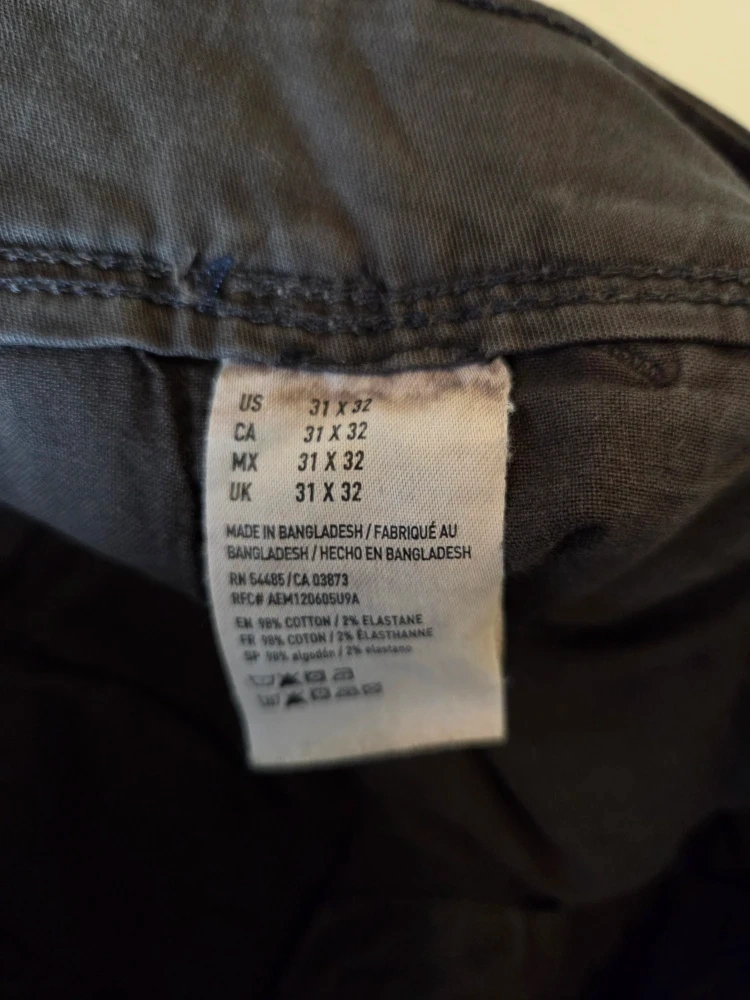 US 31 X 32
CA 31 X 32
MX 31 X 32
UK 31 X 32
MADE IN BANGLADESH / FABRIQUÉ AU
BANGLADESH / HECHO EN BANGLADESH
RN 54485 / CA 03873
RFC# AEM120605U9A
EN 98% COTTON / 2% ELASTANE
FR 98% COTON / 2% ÉLASTHANNE
SP 98% algodón / 2% elastano